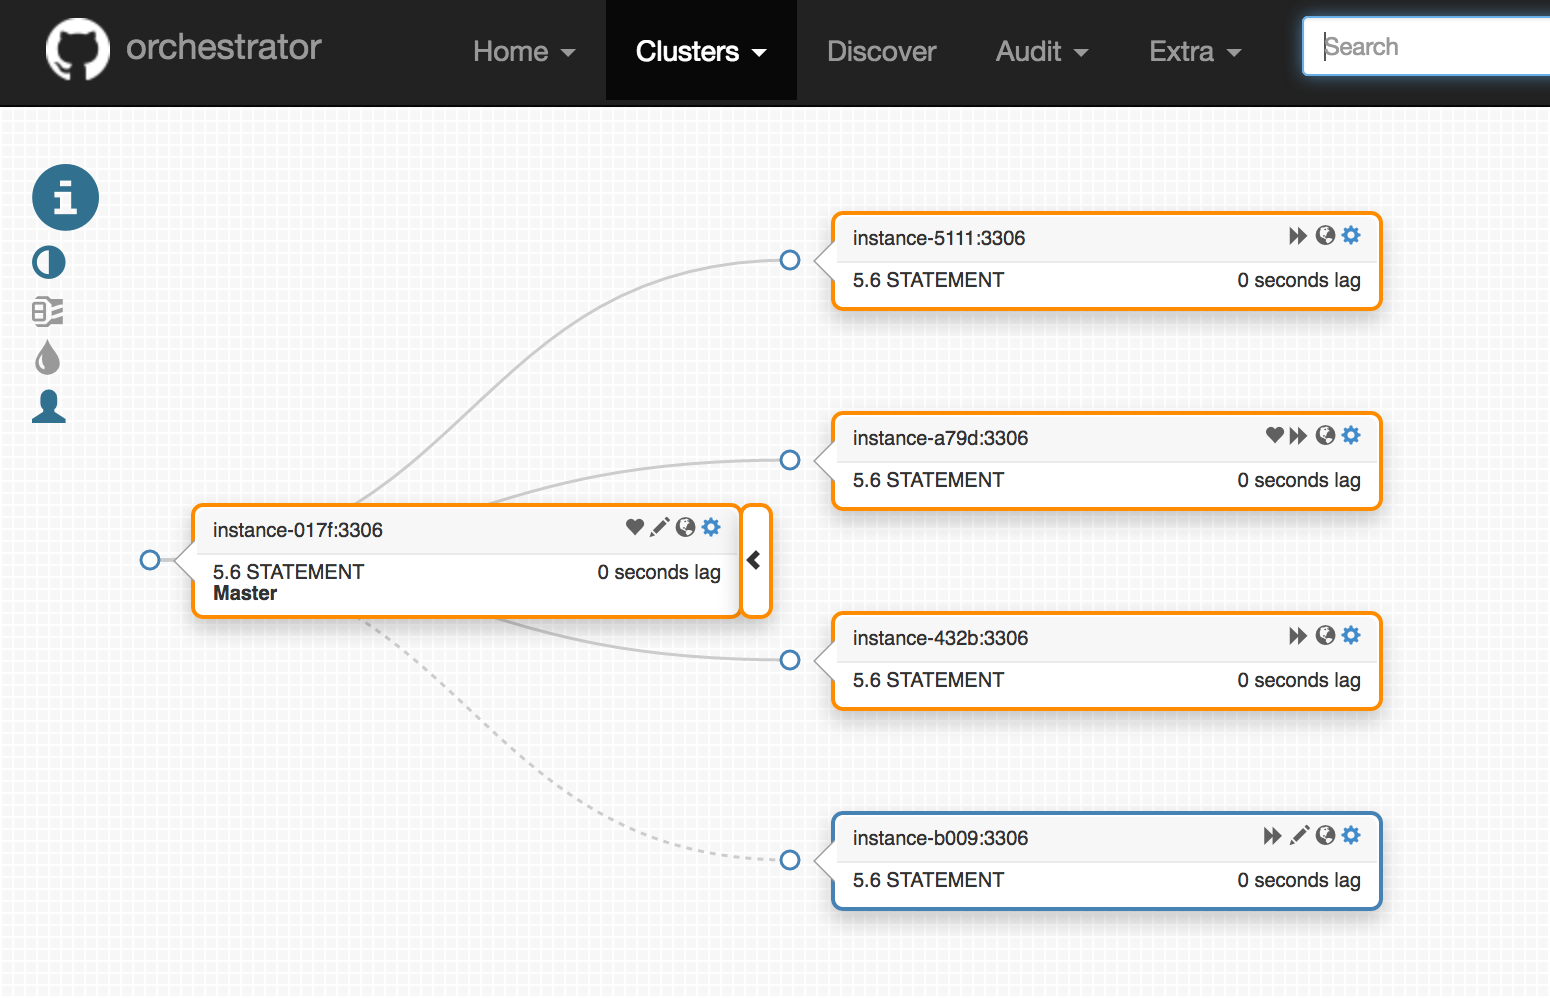 orchestrator
Home
Clusters
Discover
Audit
Extra
Search
instance-5111:3306
5.6 STATEMENT 0 seconds lag
instance-a79d:3306
5.6 STATEMENT 0 seconds lag
instance-017f:3306
5.6 STATEMENT 0 seconds lag
Master
instance-432b:3306
5.6 STATEMENT 0 seconds lag
instance-b009:3306
5.6 STATEMENT 0 seconds lag